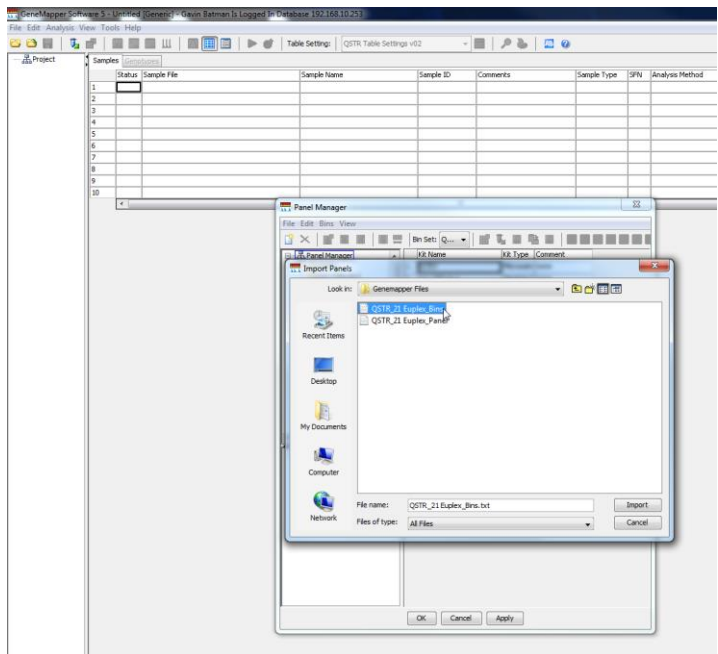 GeneMapper Software 5 - Untitled [Generic] - Gavin Batman Is Logged In Database 192.168.10.253
File Edit Analysis View Tools Help
Table Setting: QSTR Table Settings v02
Project
Samples Genotypes
Status Sample File Sample Name Sample ID Comments Sample Type SFN Analysis Method
1
2
3
4
5
6
7
8
9
10
Panel Manager
File Edit Bins View
Bin Set: Q...
Panel Manager
Kit Name Kit Type Comment
Import Panels
Look in: Genemapper Files
QSTR_21 Euplex_Bins
QSTR_21 Euplex_Panel
Recent Items
Desktop
My Documents
Computer
Network
File name: QSTR_21 Euplex_Bins.txt Import
Files of type: All Files Cancel
OK Cancel Apply